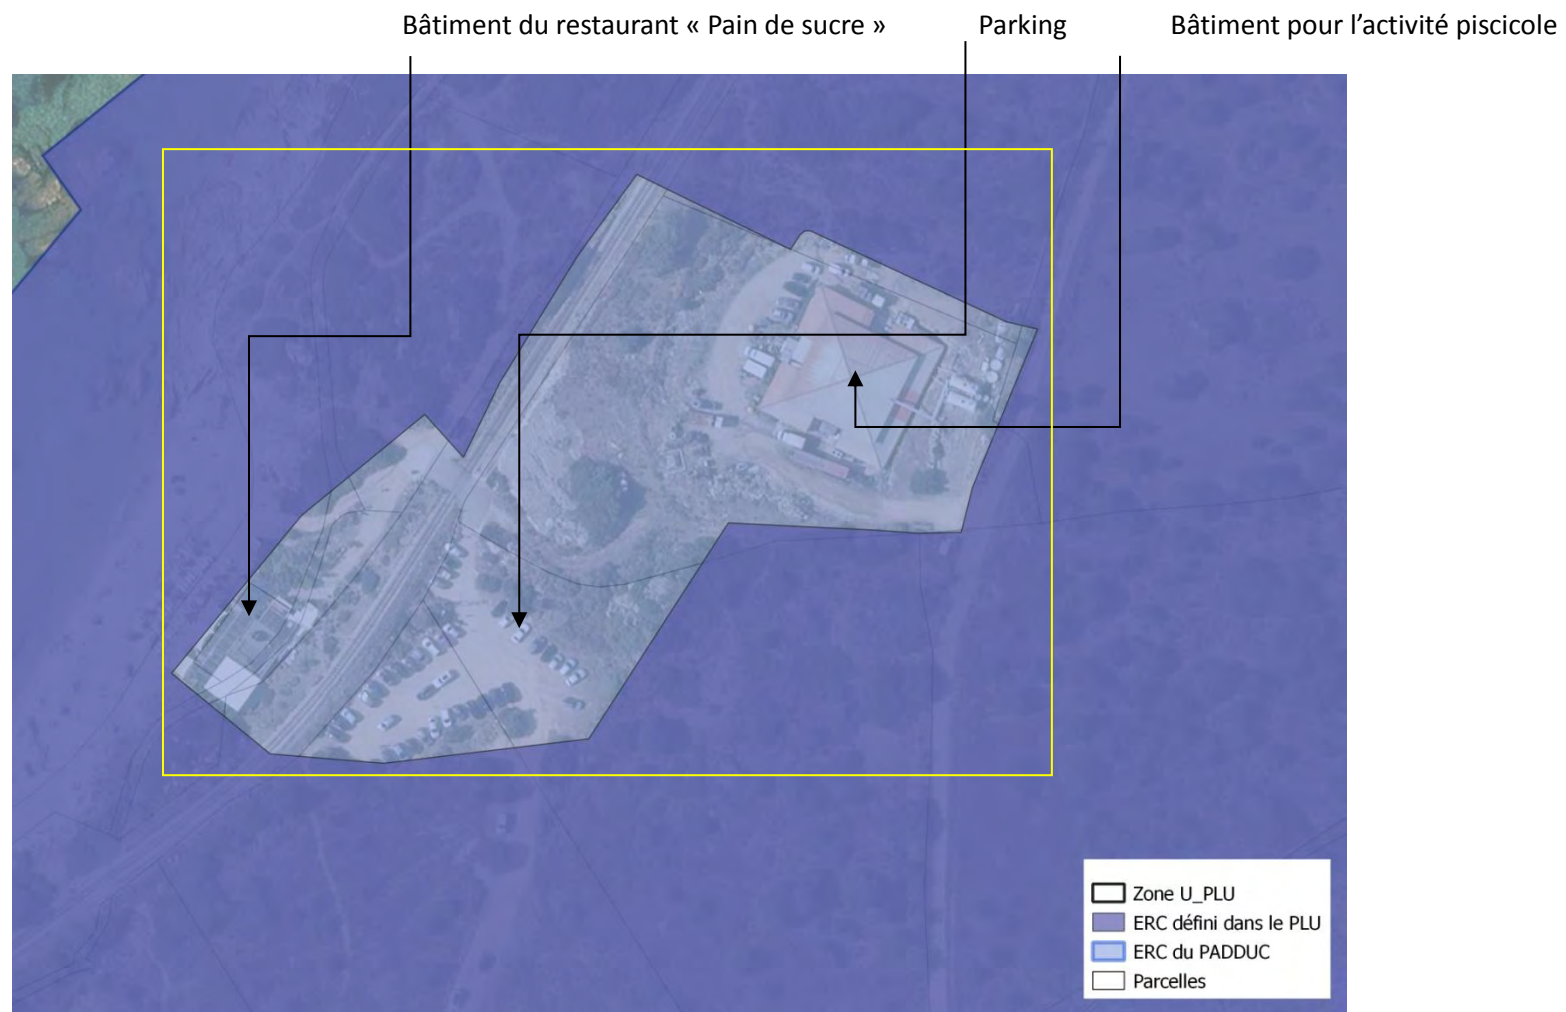 Bâtiment du restaurant « Pain de sucre »
Parking
Bâtiment pour l’activité piscicole
Zone U_PLU
ERC défini dans le PLU
ERC du PADDUC
Parcelles